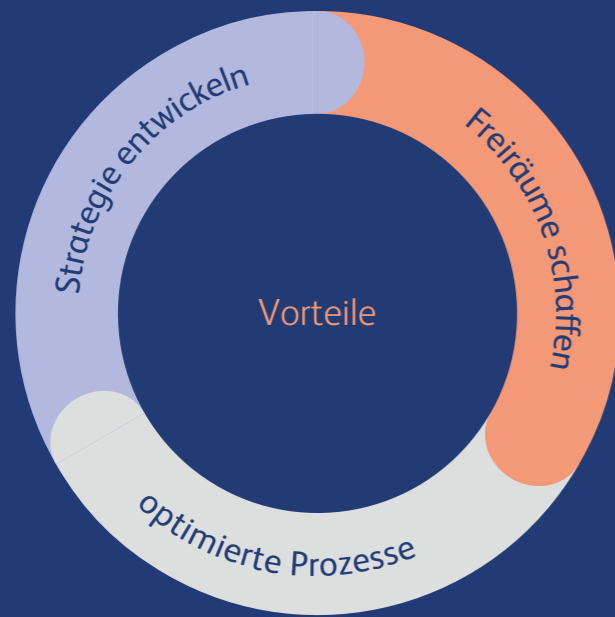 Strategie entwickeln
Freiräume schaffen
Vorteile
optimierte Prozesse